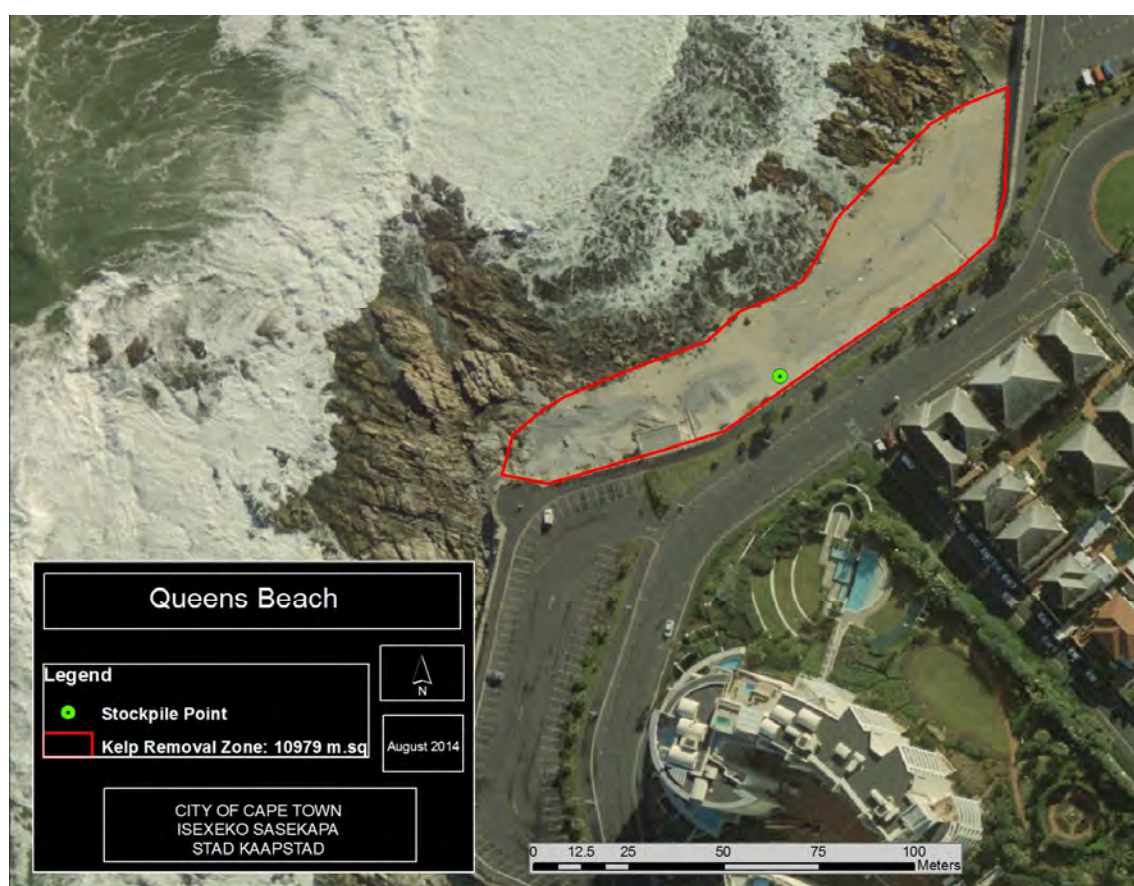 Queens Beach
Legend
N
Stockpile Point
Kelp Removal Zone: 10979 m.sq
August 2014
CITY OF CAPE TOWN
ISEXEKO SASEKAPA
STAD KAAPSTAD
0 12.5 25 50 75 100
Meters